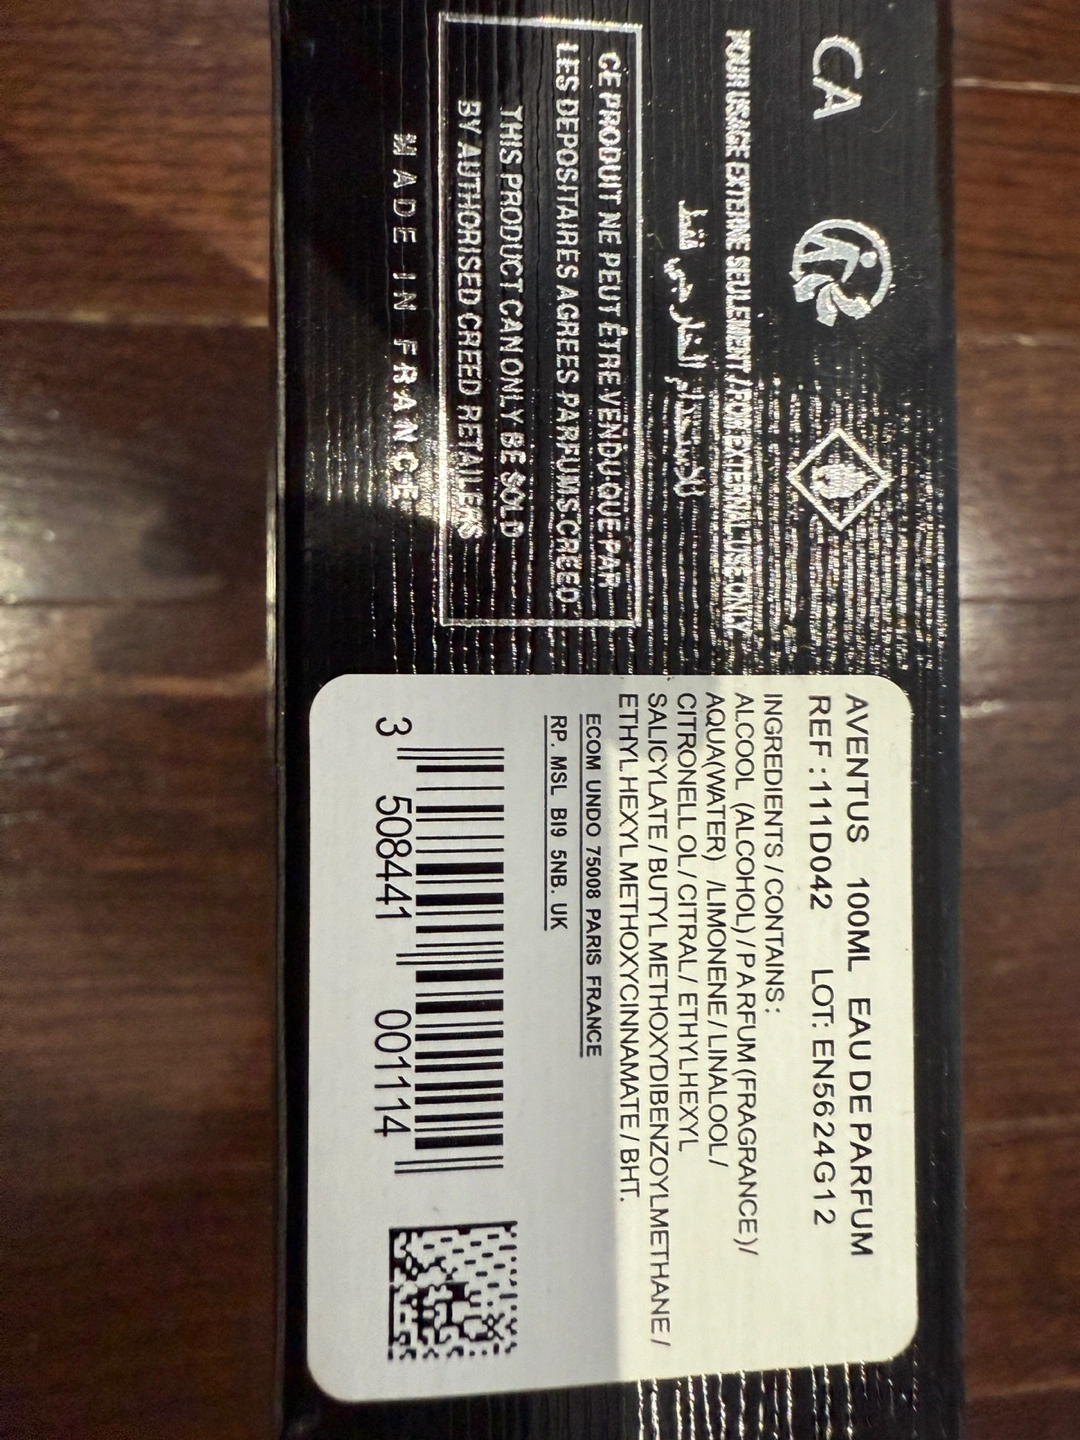 CA
POUR USAGE EXTERNE SEULEMENT / FOR EXTERNAL USE ONLY
للاستخدام الخارجي فقط
CE PRODUIT NE PEUT ÊTRE VENDU QUE PAR
LES DEPOSITAIRES AGREES PARFUMS CREED
THIS PRODUCT CAN ONLY BE SOLD
BY AUTHORISED CREED RETAILERS
MADE IN FRANCE
AVENTUS 100ML EAU DE PARFUM
REF : 111D042 LOT: EN5624G12
INGREDIENTS / CONTAINS :
ALCOOL (ALCOHOL) / PARFUM (FRAGRANCE) /
AQUA(WATER) /LIMONENE / LINALOOL /
CITRONELL OL / CITRAL / ETHYLHEXYL
SALICYLATE / BUTYL METHOXYDIBENZOYLMETHANE /
ETHYL HEXYL METHOXYCINNAMATE / BHT.
ECOM UNDO 75008 PARIS FRANCE
RP. MSL BI9 5NB. UK
3 508441 001114